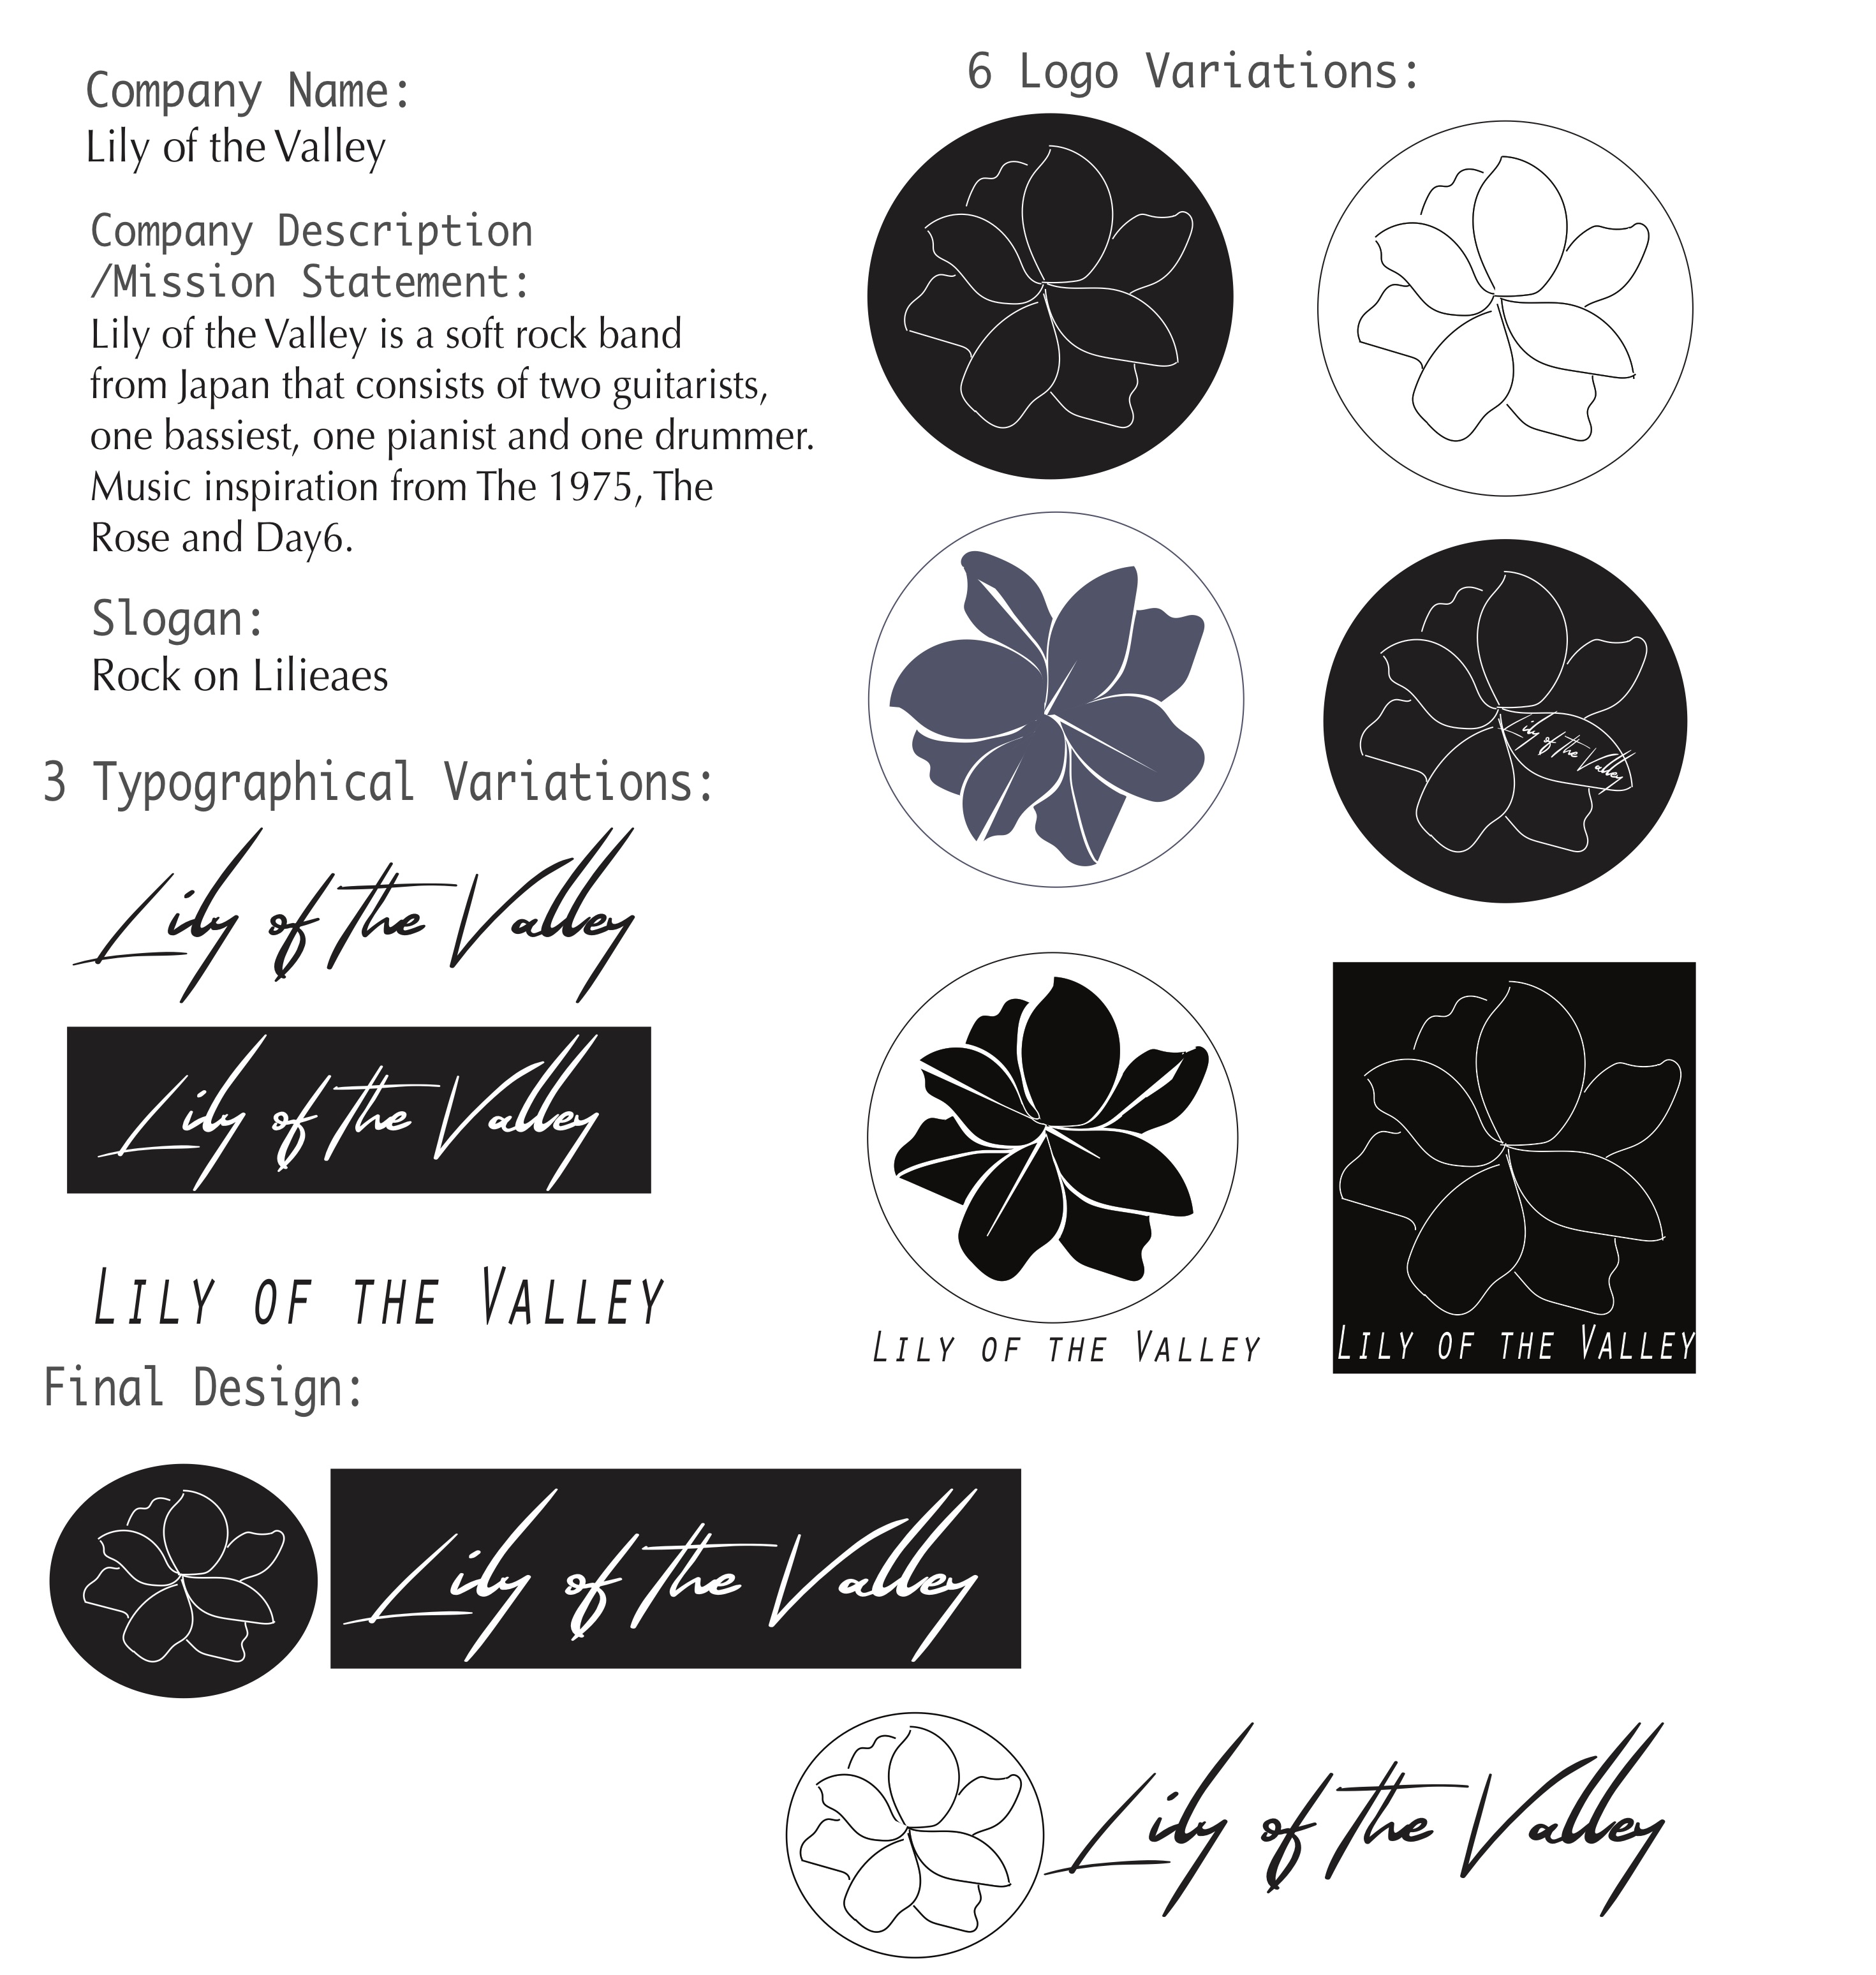 Company Name:
Lily of the Valley
Company Description
/Mission Statement:
Lily of the Valley is a soft rock band
from Japan that consists of two guitarists,
one bassiest, one pianist and one drummer.
Music inspiration from The 1975, The
Rose and Day6.
Slogan:
Rock on Lilieaes
3 Typographical Variations:
Lily of the Valley
Lily of the Valley
Lily of the Valley
6 Logo Variations:
Lily of the Valley
Lily of the Valley
Lily of the Valley
Final Design:
Lily of the Valley
Lily of the Valley